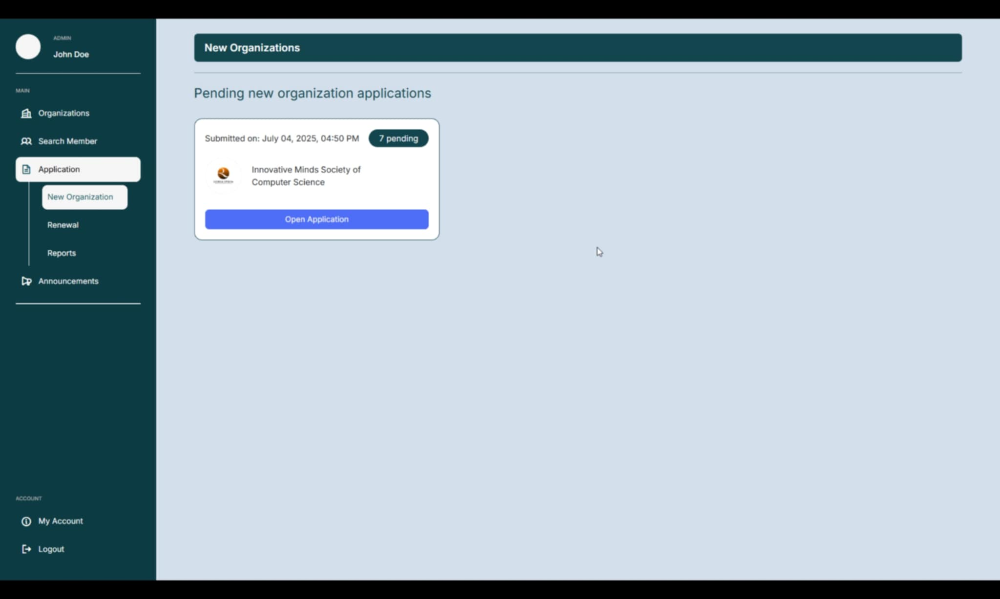 ADMIN
John Doe
MAIN
Organizations
Search Member
Application
New Organization
Renewal
Reports
Announcements
ACCOUNT
My Account
Logout
New Organizations
Pending new organization applications
Submitted on: July 04, 2025, 04:50 PM
7 pending
Innovative Minds Society of
Computer Science
Open Application